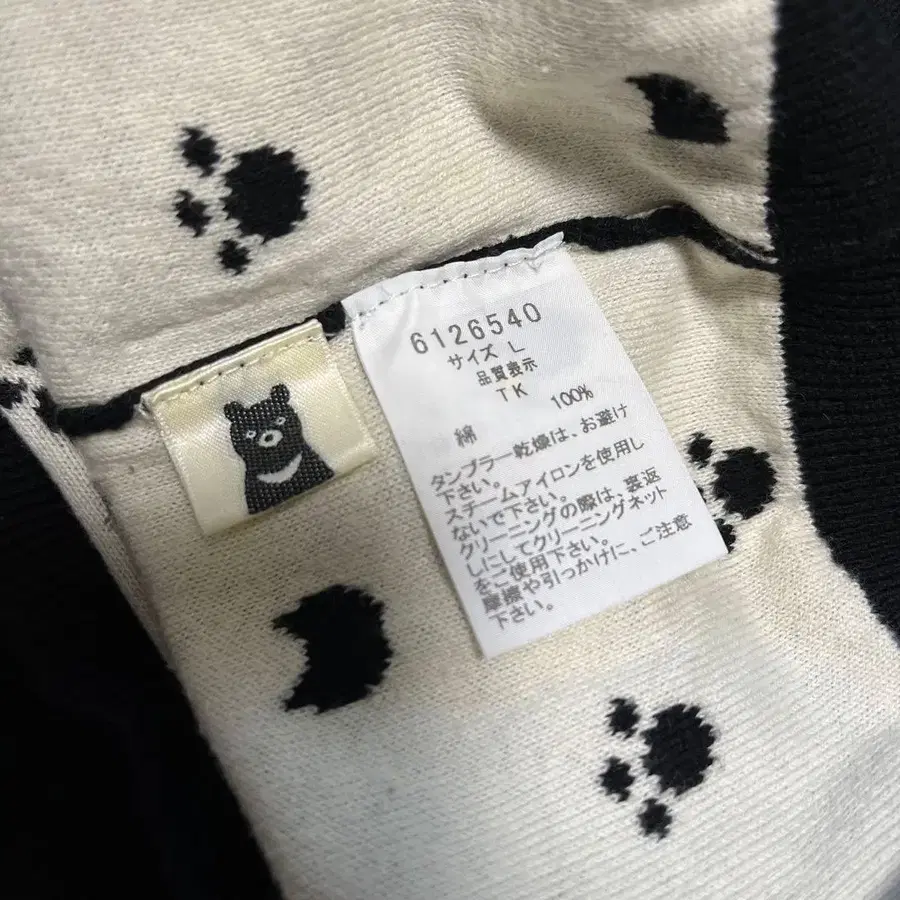 6126540
サイズ L
品質表示
TK
綿 100%
タンブラー乾燥は、お避け
下さい。
スチームアイロンを使用し
ないで下さい。
クリーニングの際は、裏返
しにしてクリーニングネット
をご使用下さい。
摩擦や引っかけに、ご注意
下さい。